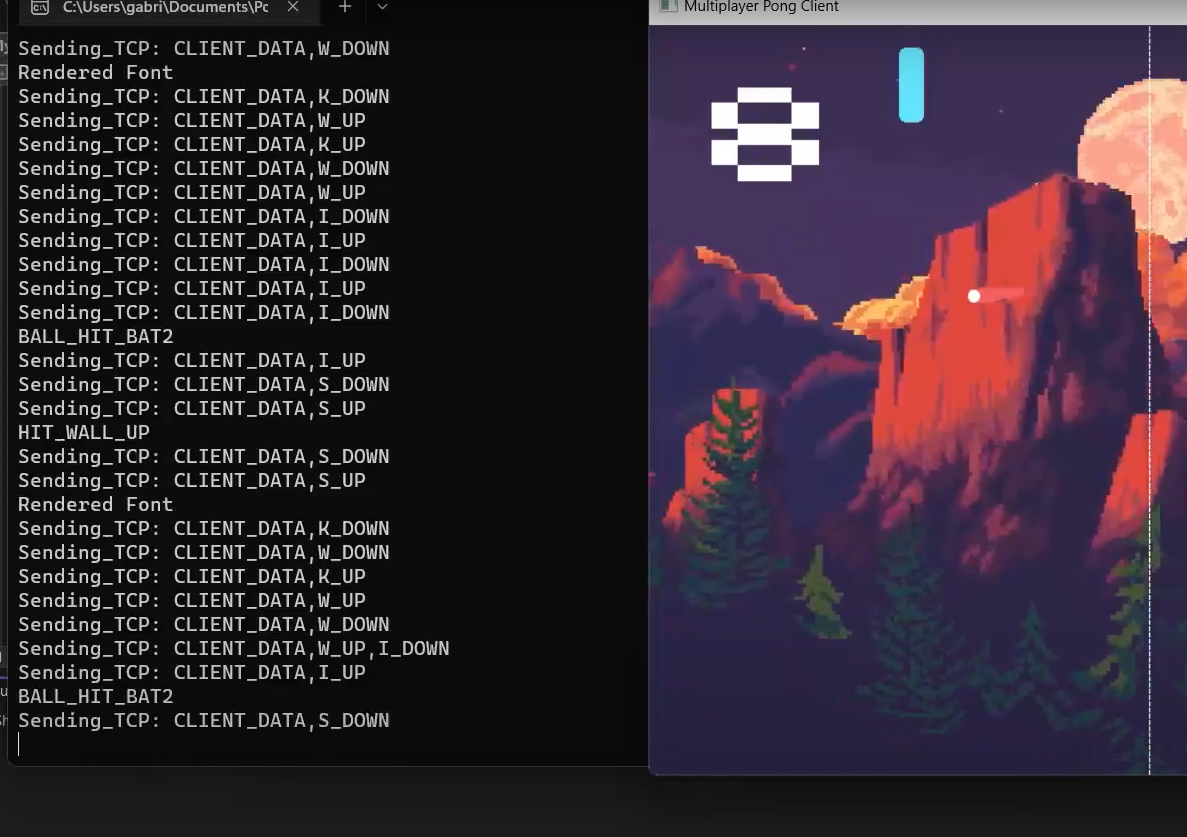 C:\Users\gabri\Documents\Pc
Multiplayer Pong Client
Sending_TCP: CLIENT_DATA,W_DOWN
Rendered Font
Sending_TCP: CLIENT_DATA,K_DOWN
Sending_TCP: CLIENT_DATA,W_UP
Sending_TCP: CLIENT_DATA,K_UP
Sending_TCP: CLIENT_DATA,W_DOWN
Sending_TCP: CLIENT_DATA,W_UP
Sending_TCP: CLIENT_DATA,I_DOWN
Sending_TCP: CLIENT_DATA,I_UP
Sending_TCP: CLIENT_DATA,I_DOWN
Sending_TCP: CLIENT_DATA,I_UP
Sending_TCP: CLIENT_DATA,I_DOWN
BALL_HIT_BAT2
Sending_TCP: CLIENT_DATA,I_UP
Sending_TCP: CLIENT_DATA,S_DOWN
Sending_TCP: CLIENT_DATA,S_UP
HIT_WALL_UP
Sending_TCP: CLIENT_DATA,S_DOWN
Sending_TCP: CLIENT_DATA,S_UP
Rendered Font
Sending_TCP: CLIENT_DATA,K_DOWN
Sending_TCP: CLIENT_DATA,W_DOWN
Sending_TCP: CLIENT_DATA,K_UP
Sending_TCP: CLIENT_DATA,W_UP
Sending_TCP: CLIENT_DATA,W_DOWN
Sending_TCP: CLIENT_DATA,W_UP,I_DOWN
Sending_TCP: CLIENT_DATA,I_UP
BALL_HIT_BAT2
Sending_TCP: CLIENT_DATA,S_DOWN
8